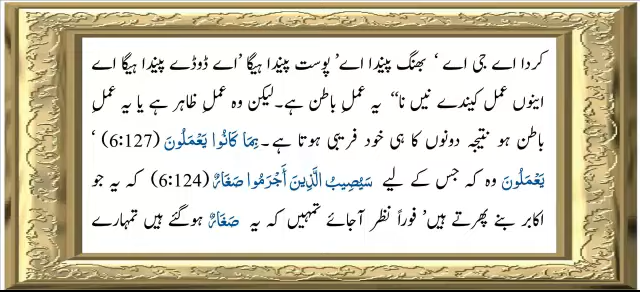 کردا اے جی اے ‘ بھنگ پیندا اے’ پوست پیندا ہیگا ’اے ڈوڈے پیندا ہیگا اے
اینوں عمل کیندے نیں نا‘‘ یہ عملِ باطن ہے۔لیکن وہ عملِ ظاہر ہے یا یہ عملِ
باطن ہو نتیجہ دونوں کا ہی خود فریبی ہوتا ہے۔ بِمَا كَانُوا يَعْمَلُونَ (6:127) ‘
يَعْمَلُونَ وہ کہ جس کے لیے سَيُصِيبُ الَّذِينَ أَجْرَمُوا صَغَارٌ (6:124) کہ یہ جو
اکابر بنے پھرتے ہیں’ فوراً نظر آجائے تمہیں کہ یہ صَغَارٌ ہوگئے ہیں تمہارے